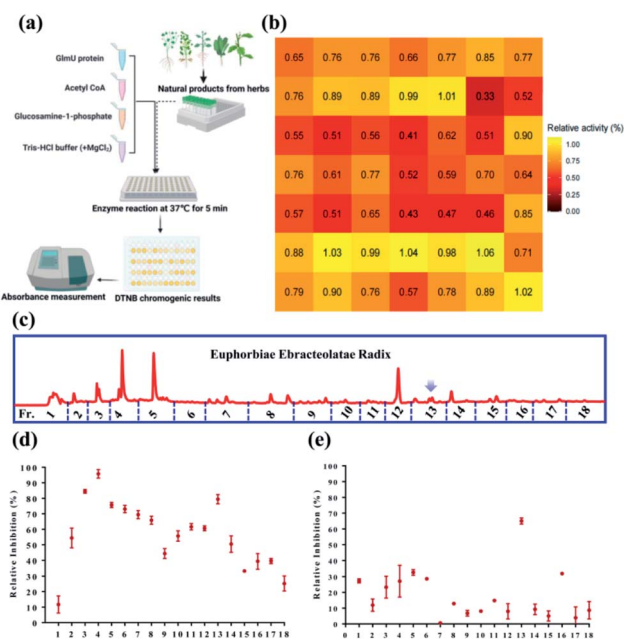 (a)
GlmU protein
Acetyl CoA
Glucosamine-1-phosphate
Tris-HCl buffer (+MgCl₂)
Natural products from herbs
Enzyme reaction at 37℃ for 5 min
Absorbance measurement
DTNB chromogenic results
(b)
0.65 0.76 0.76 0.66 0.77 0.85 0.77
0.76 0.89 0.89 0.99 1.01 0.33 0.52
0.55 0.51 0.56 0.41 0.62 0.51 0.90
0.76 0.61 0.77 0.52 0.59 0.70 0.64
0.57 0.51 0.65 0.43 0.47 0.46 0.85
0.88 1.03 0.99 1.04 0.98 1.06 0.71
0.79 0.90 0.76 0.57 0.78 0.89 1.02
Relative activity (%)
1.00
0.75
0.50
0.25
0.00
(c)
Euphorbiae Ebracteolatae Radix
Fr. 1 2 3 4 5 6 7 8 9 10 11 12 13 14 15 16 17 18
(d)
Relative Inhibition (%)
100
90
80
70
60
50
40
30
20
10
0
1 2 3 4 5 6 7 8 9 10 11 12 13 14 15 16 17 18
(e)
Relative Inhibition (%)
100
90
80
70
60
50
40
30
20
10
0
0 1 2 3 4 5 6 7 8 9 10 11 12 13 14 15 16 17 18